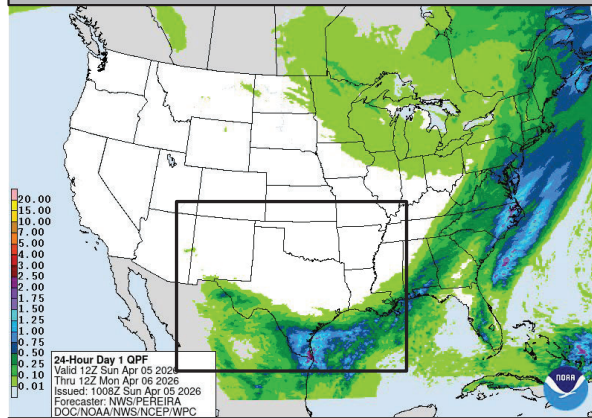 20.00
15.00
10.00
7.00
5.00
4.00
3.00
2.50
2.00
1.75
1.50
1.25
1.00
0.75
0.50
0.25
0.10
0.01
24-Hour Day 1 QPF
Valid 12Z Sun Apr 05 2026
Thru 12Z Mon Apr 06 2026
Issued: 1008Z Sun Apr 05 2026
Forecaster: NWS/PEREIRA
DOC/NOAA/NWS/NCEP/WPC
NOAA